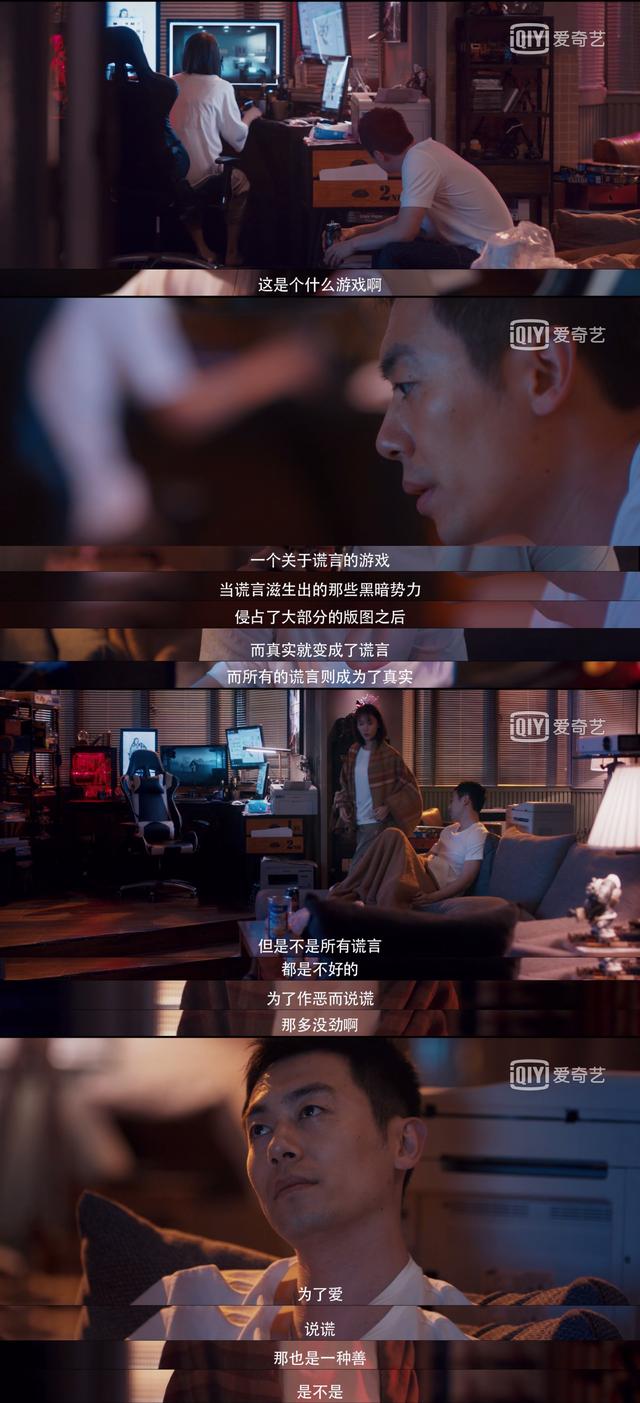 iQIYI 爱奇艺
2ND
这是个什么游戏啊
iQIYI 爱奇艺
一个关于谎言的游戏
当谎言滋生出的那些黑暗势力
侵占了大部分的版图之后
而真实就变成了谎言
而所有的谎言则成为了真实
iQIYI 爱奇艺
但是不是所有谎言
都是不好的
为了作恶而说谎
那多没劲啊
iQIYI 爱奇艺
为了爱
说谎
那也是一种善
是不是